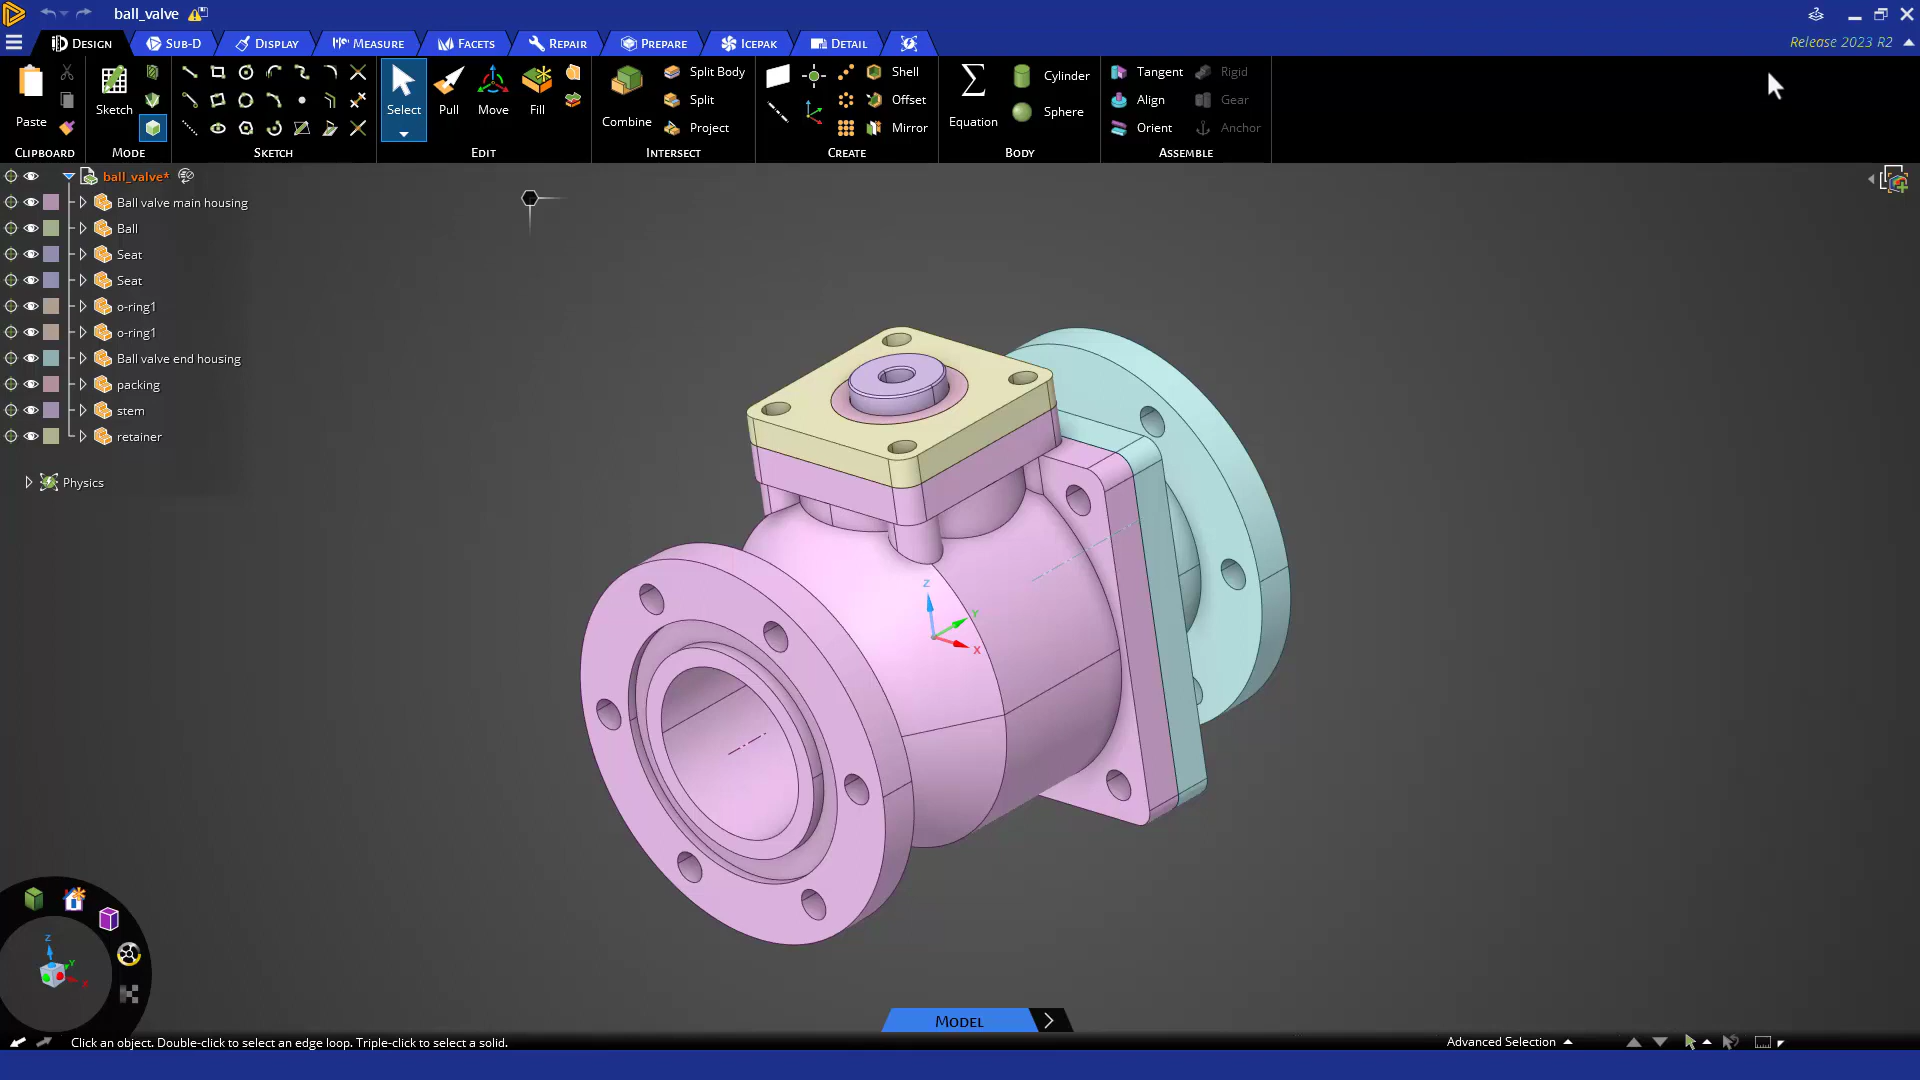 ball_valve
DESIGN SUB-D DISPLAY MEASURE FACETS REPAIR PREPARE ICEPAK DETAIL
Release 2023 R2
Paste
CLIPBOARD
Sketch
MODE
SKETCH
Select Pull Move Fill
EDIT
Combine
Split Body
Split
Project
INTERSECT
Shell
Offset
Mirror
CREATE
Equation
Cylinder
Sphere
BODY
Tangent Rigid
Align Gear
Orient Anchor
ASSEMBLE
ball_valve*
Ball valve main housing
Ball
Seat
Seat
o-ring1
o-ring1
Ball valve end housing
packing
stem
retainer
Physics
Z
Y
X
Z
Y
X
MODEL
Click an object. Double-click to select an edge loop. Triple-click to select a solid.
Advanced Selection